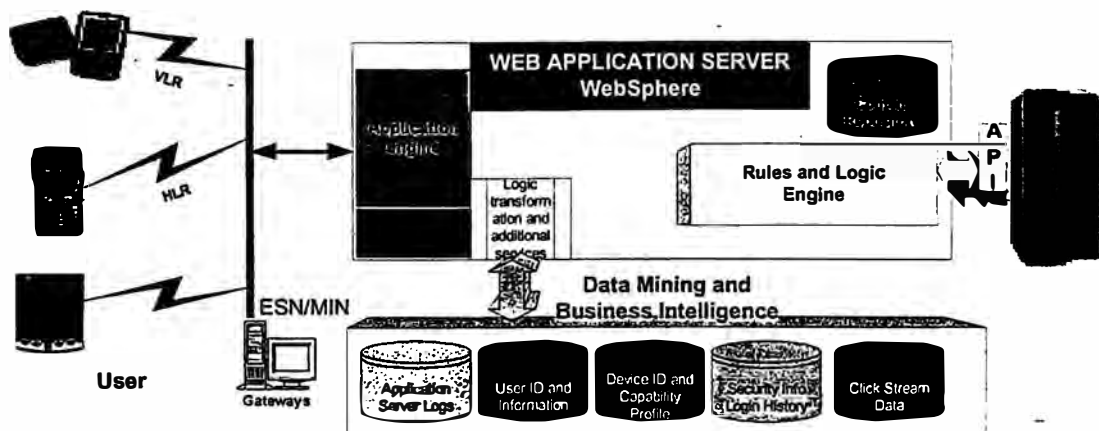 VLR
HLR
User
ESN/MIN
Gateways
Application
Engine
WEB APPLICATION SERVER
WebSphere
Repository
Rules and Logic
Engine
A
P
I
Logic
transform
ation and
additional
services
Data Mining and
Business Intelligence
Application
Server Logs
User ID and
Information
Device ID and
Capability
Profile
Security Info
Login History
Click Stream
Data